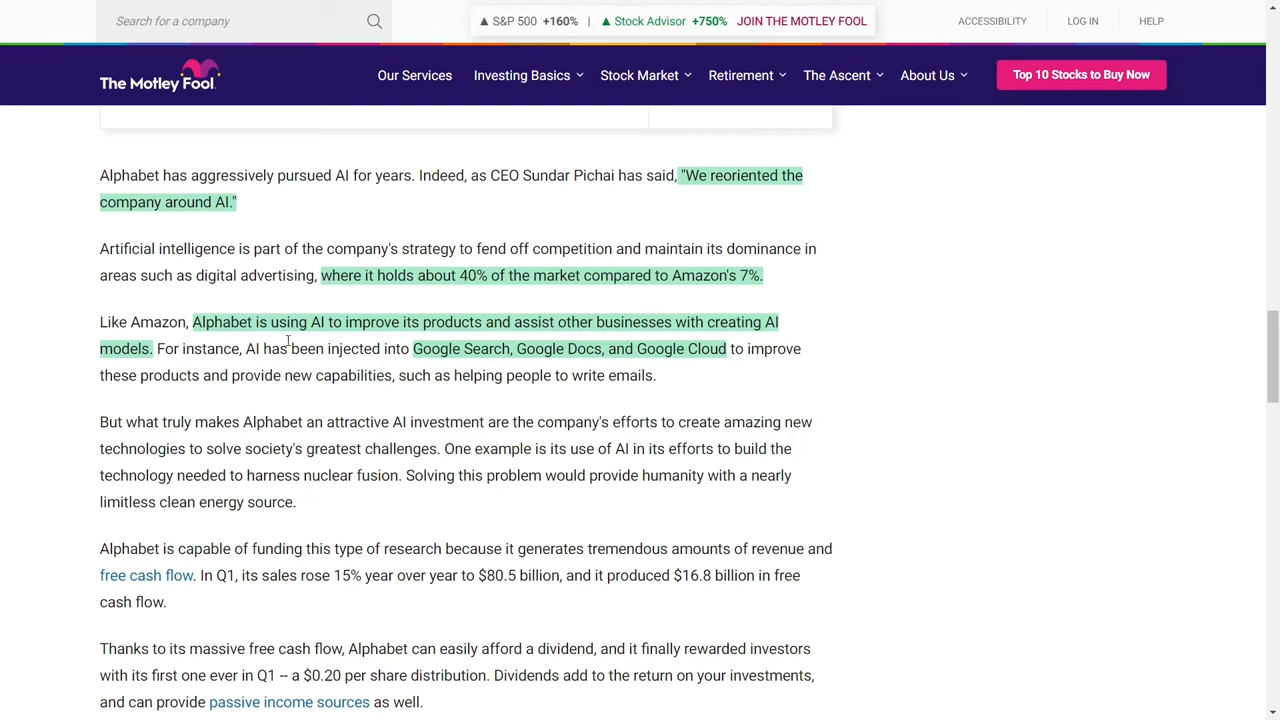 Search for a company
▲ S&P 500 +160% | ▲ Stock Advisor +750% JOIN THE MOTLEY FOOL
ACCESSIBILITY LOG IN HELP
The Motley Fool
Our Services Investing Basics Stock Market Retirement The Ascent About Us Top 10 Stocks to Buy Now
Alphabet has aggressively pursued AI for years. Indeed, as CEO Sundar Pichai has said, "We reoriented the
company around AI."
Artificial intelligence is part of the company's strategy to fend off competition and maintain its dominance in
areas such as digital advertising, where it holds about 40% of the market compared to Amazon's 7%.
Like Amazon, Alphabet is using AI to improve its products and assist other businesses with creating AI
models. For instance, AI has been injected into Google Search, Google Docs, and Google Cloud to improve
these products and provide new capabilities, such as helping people to write emails.
But what truly makes Alphabet an attractive AI investment are the company's efforts to create amazing new
technologies to solve society's greatest challenges. One example is its use of AI in its efforts to build the
technology needed to harness nuclear fusion. Solving this problem would provide humanity with a nearly
limitless clean energy source.
Alphabet is capable of funding this type of research because it generates tremendous amounts of revenue and
free cash flow. In Q1, its sales rose 15% year over year to $80.5 billion, and it produced $16.8 billion in free
cash flow.
Thanks to its massive free cash flow, Alphabet can easily afford a dividend, and it finally rewarded investors
with its first one ever in Q1 -- a $0.20 per share distribution. Dividends add to the return on your investments,
and can provide passive income sources as well.